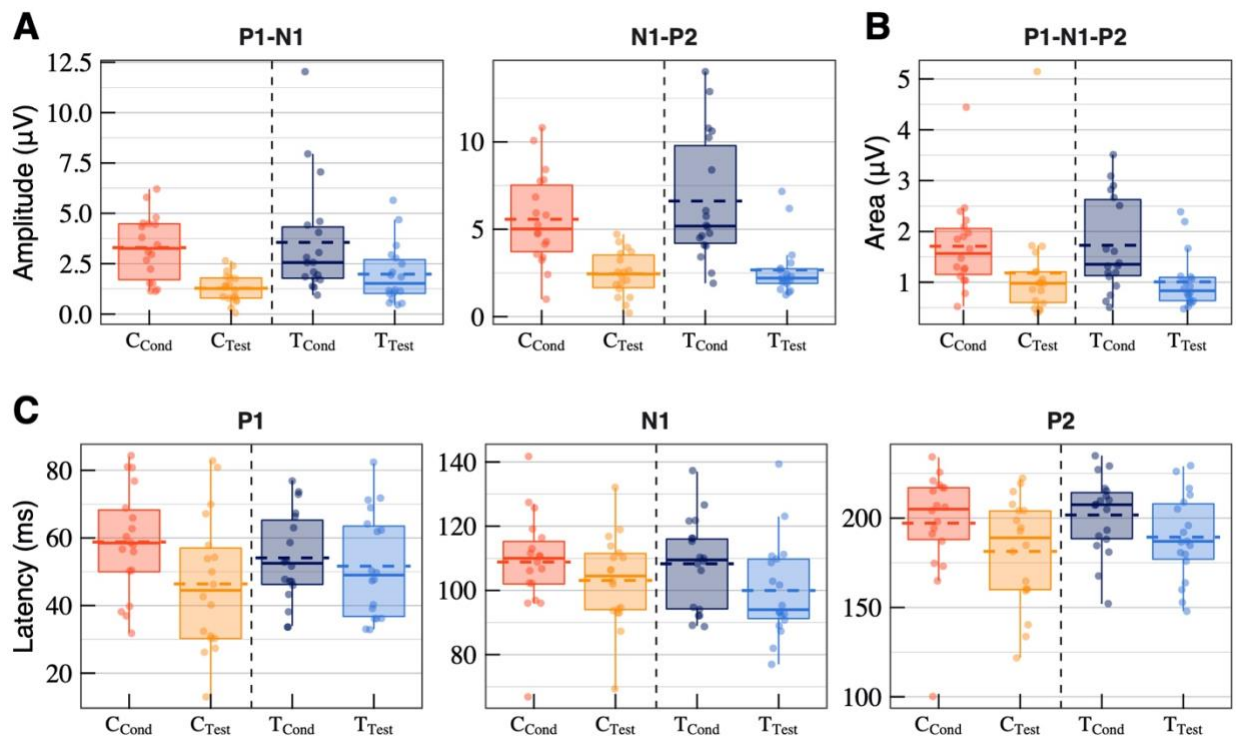 A
P1-N1
N1-P2
B
P1-N1-P2
Amplitude (µV)
12.5
10.0
7.5
5.0
2.5
0.0
C_Cond C_Test T_Cond T_Test
10
5
0
C_Cond C_Test T_Cond T_Test
Area (µV)
5
4
3
2
1
C_Cond C_Test T_Cond T_Test
C
P1
N1
P2
Latency (ms)
80
60
40
20
C_Cond C_Test T_Cond T_Test
140
120
100
80
C_Cond C_Test T_Cond T_Test
200
150
100
C_Cond C_Test T_Cond T_Test